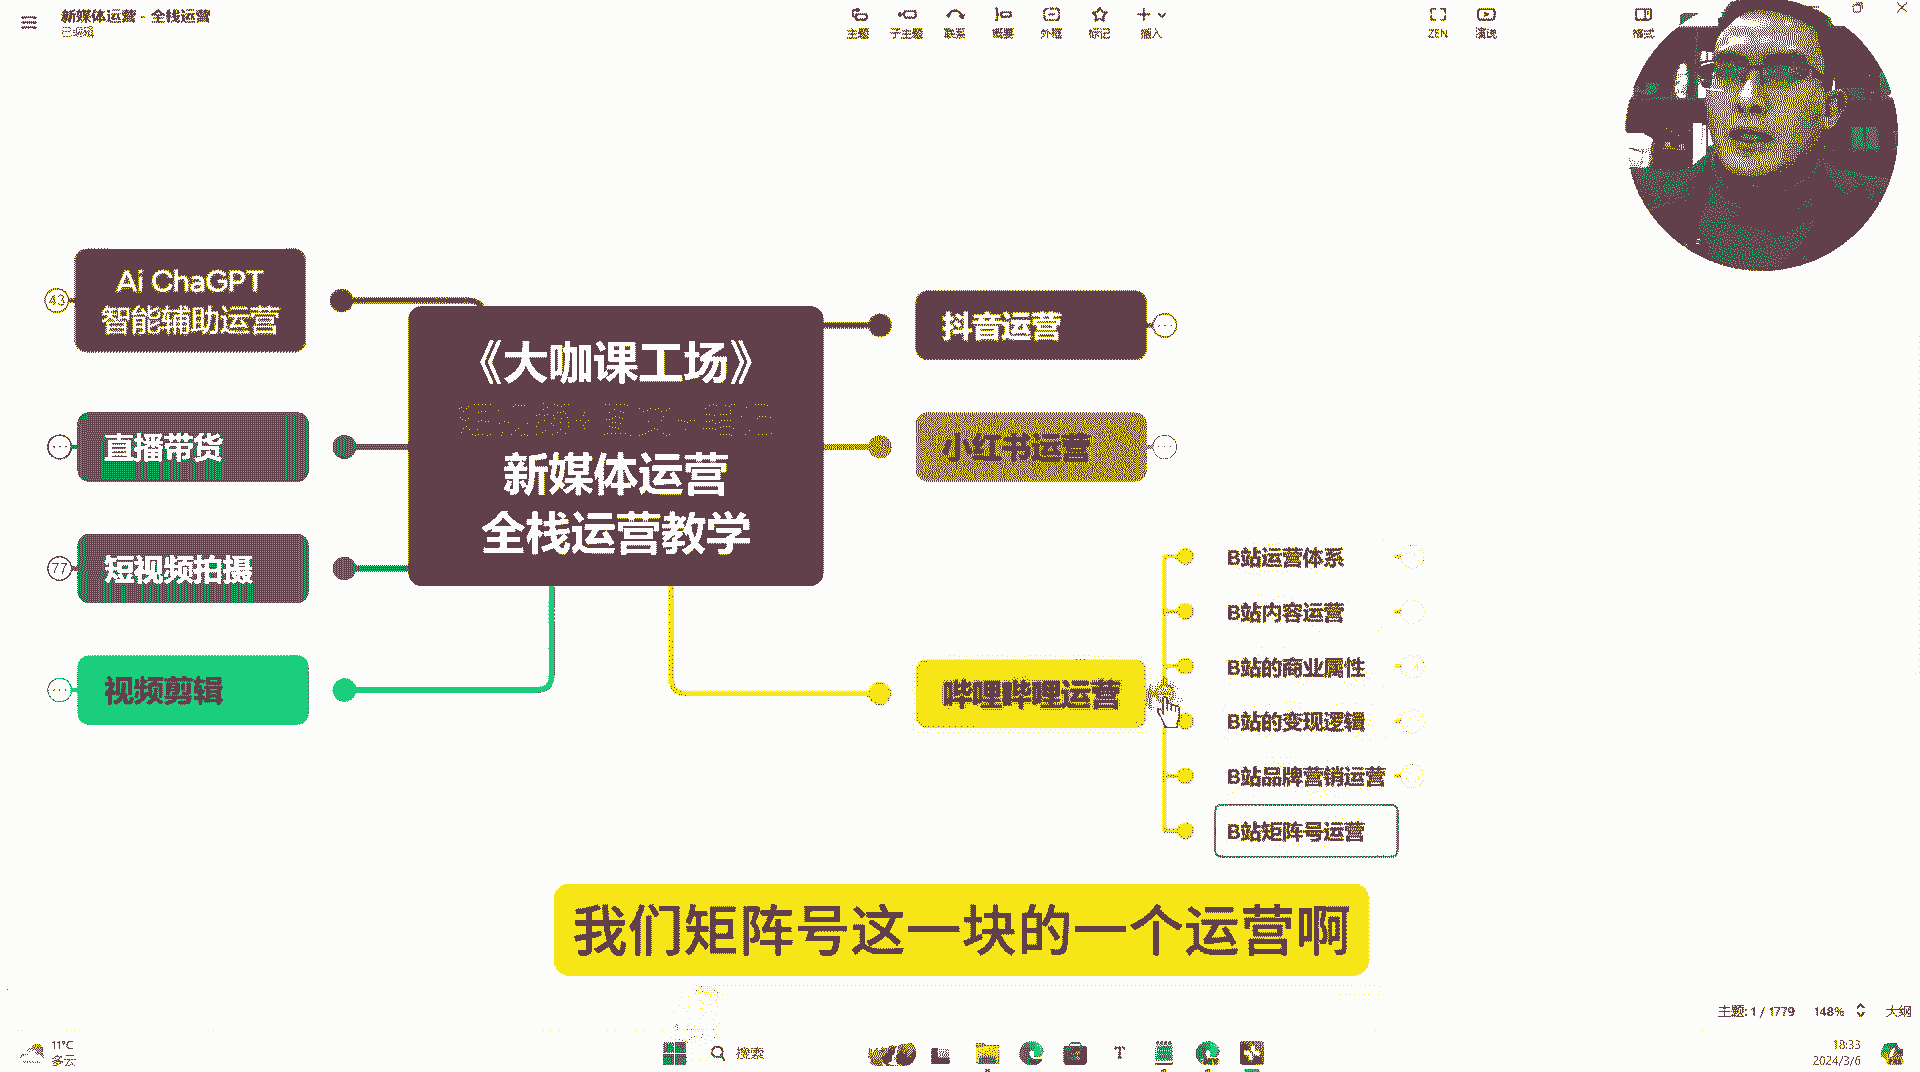 新媒体运营 - 全栈运营
已编辑
主题
子主题
联系
概要
外框
标记
插入
ZEN
演说
格式
43
Ai ChaGPT
智能辅助运营
直播带货
77
短视频拍摄
视频剪辑
《大咖课工场》
新媒体运营
全栈运营教学
抖音运营
小红书运营
哔哩哔哩运营
B站运营体系
B站内容运营
B站的商业属性
B站的变现逻辑
B站品牌营销运营
B站矩阵号运营
我们矩阵号这一块的一个运营啊
主题: 1 / 1779
148%
大纲
11°C
多云
搜索
18:33
2024/3/6